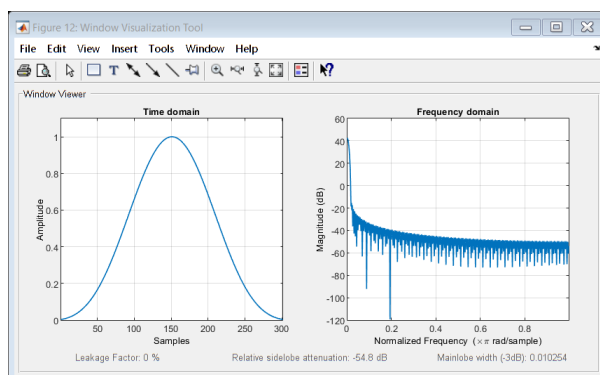 Figure 12: Window Visualization Tool
File Edit View Insert Tools Window Help
Window Viewer
Time domain
1
0.8
0.6
0.4
0.2
0
50 100 150 200 250 300
Amplitude
Samples
Frequency domain
60
40
20
0
-20
-40
-60
-80
-100
-120
0 0.2 0.4 0.6 0.8
Magnitude (dB)
Normalized Frequency (×π rad/sample)
Leakage Factor: 0 % Relative sidelobe attenuation: -54.8 dB Mainlobe width (-3dB): 0.010254